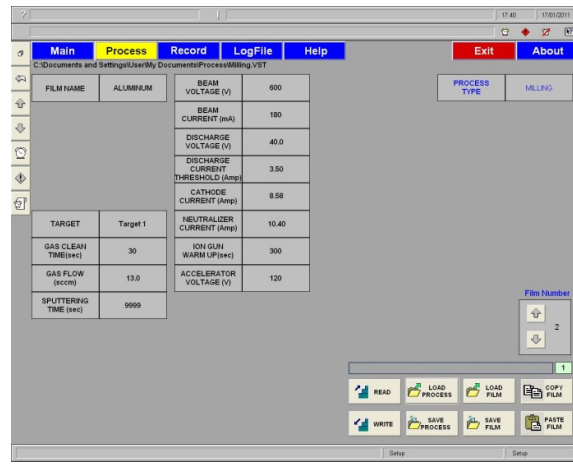 17:40 17/01/2011
Main Process Record LogFile Help Exit About
C:\Documents and Settings\User\My Documents\Process\Milling.VST
FILM NAME ALUMINUM
BEAM
VOLTAGE (V) 600
PROCESS
TYPE MILLING
BEAM
CURRENT (mA) 180
DISCHARGE
VOLTAGE (V) 40.0
DISCHARGE
CURRENT
THRESHOLD (Amp) 3.50
CATHODE
CURRENT (Amp) 8.58
TARGET Target 1
NEUTRALIZER
CURRENT (Amp) 10.40
GAS CLEAN
TIME(sec) 30
ION GUN
WARM UP(sec) 300
GAS FLOW
(sccm) 13.0
ACCELERATOR
VOLTAGE (V) 120
SPUTTERING
TIME (sec) 9999
Film Number
2
1
READ
LOAD
PROCESS
LOAD
FILM
COPY
FILM
WRITE
SAVE
PROCESS
SAVE
FILM
PASTE
FILM
Setup Setup